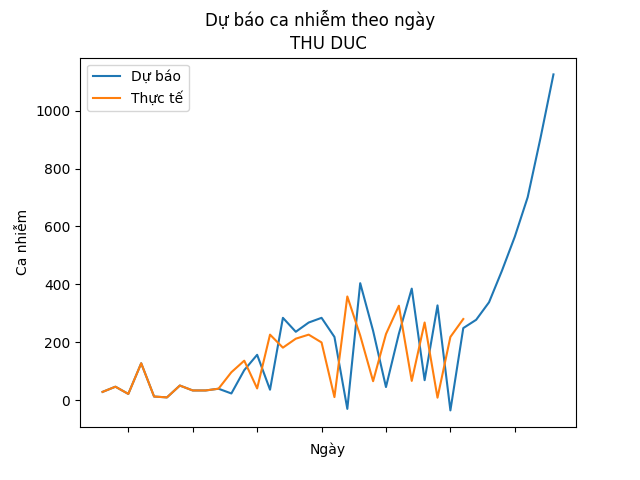 Dự báo ca nhiễm theo ngày
THU DUC
Dự báo
Thực tế
1000
800
600
400
200
0
Ca nhiễm
Ngày